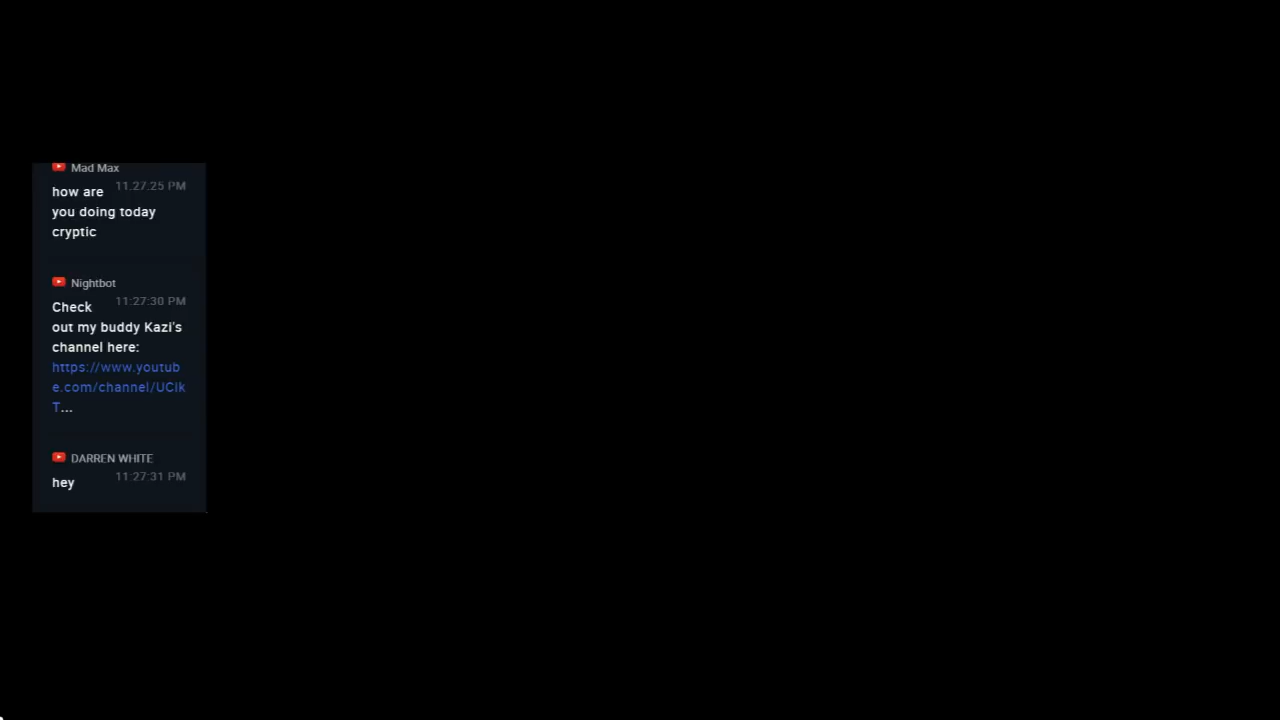 Mad Max
11.27.25 PM
how are
you doing today
cryptic
Nightbot
11:27:30 PM
Check
out my buddy Kazi's
channel here:
https://www.youtub
e.com/channel/UClk
T...
DARREN WHITE
11:27:31 PM
hey